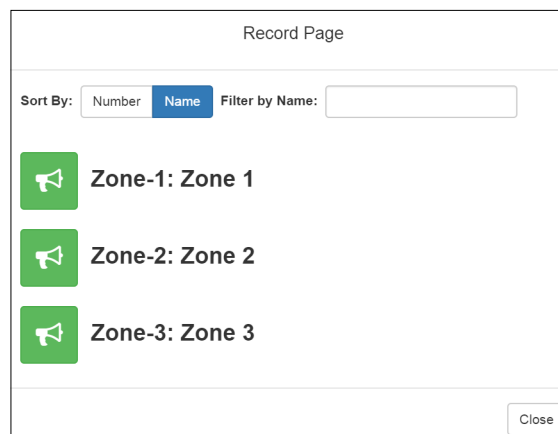 Record Page
Sort By: Number Name Filter by Name:
Zone-1: Zone 1
Zone-2: Zone 2
Zone-3: Zone 3
Close